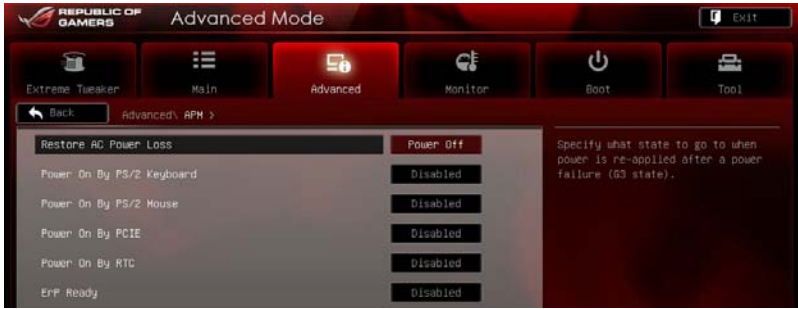 REPUBLIC OF
GAMERS
Advanced Mode
Exit
Extreme Tweaker
Main
Advanced
Monitor
Boot
Tool
Back
Advanced\ APM >
Restore AC Power Loss
Power Off
Power On By PS/2 Keyboard
Disabled
Power On By PS/2 Mouse
Disabled
Power On By PCIE
Disabled
Power On By RTC
Disabled
ErP Ready
Disabled
Specify what state to go to when
power is re-applied after a power
failure (G3 state).